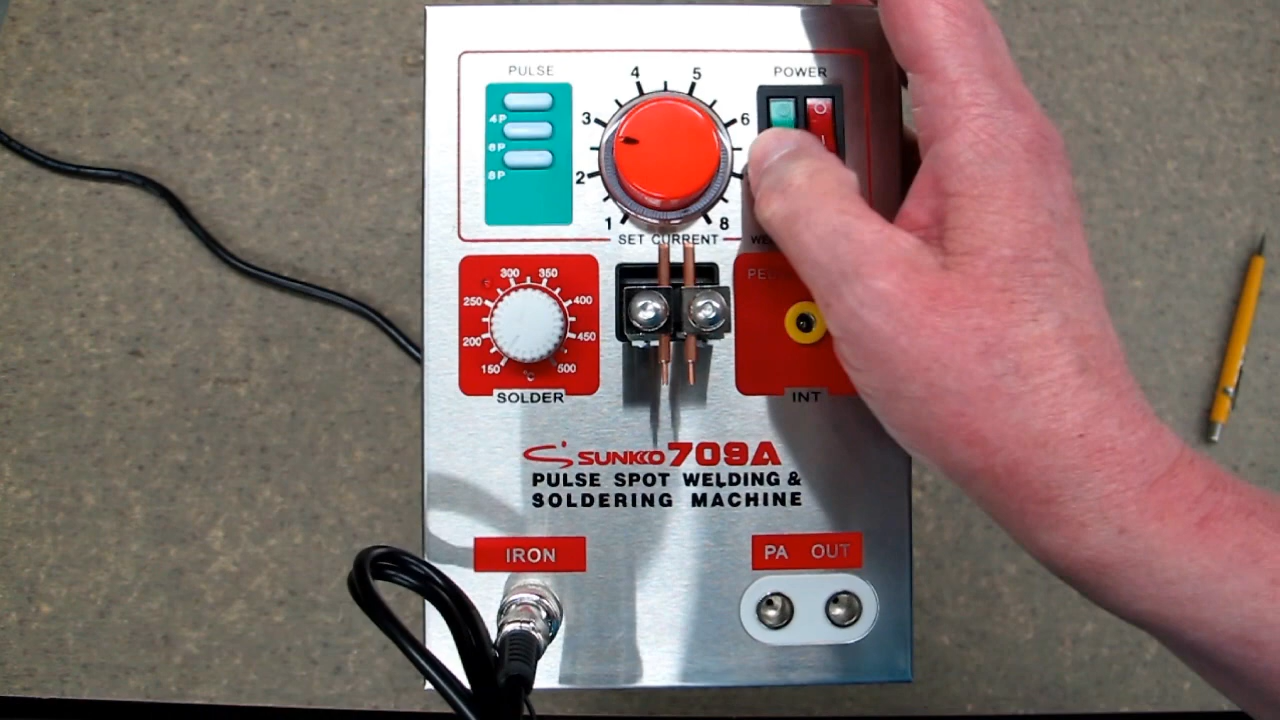 PULSE
4P
6P
8P
1 2 3 4 5 6 8
SET CURRENT
POWER
150 200 250 300 350 400 450 500
°C
SOLDER
INT
SUNKKO 709A
PULSE SPOT WELDING &
SOLDERING MACHINE
IRON
PA OUT